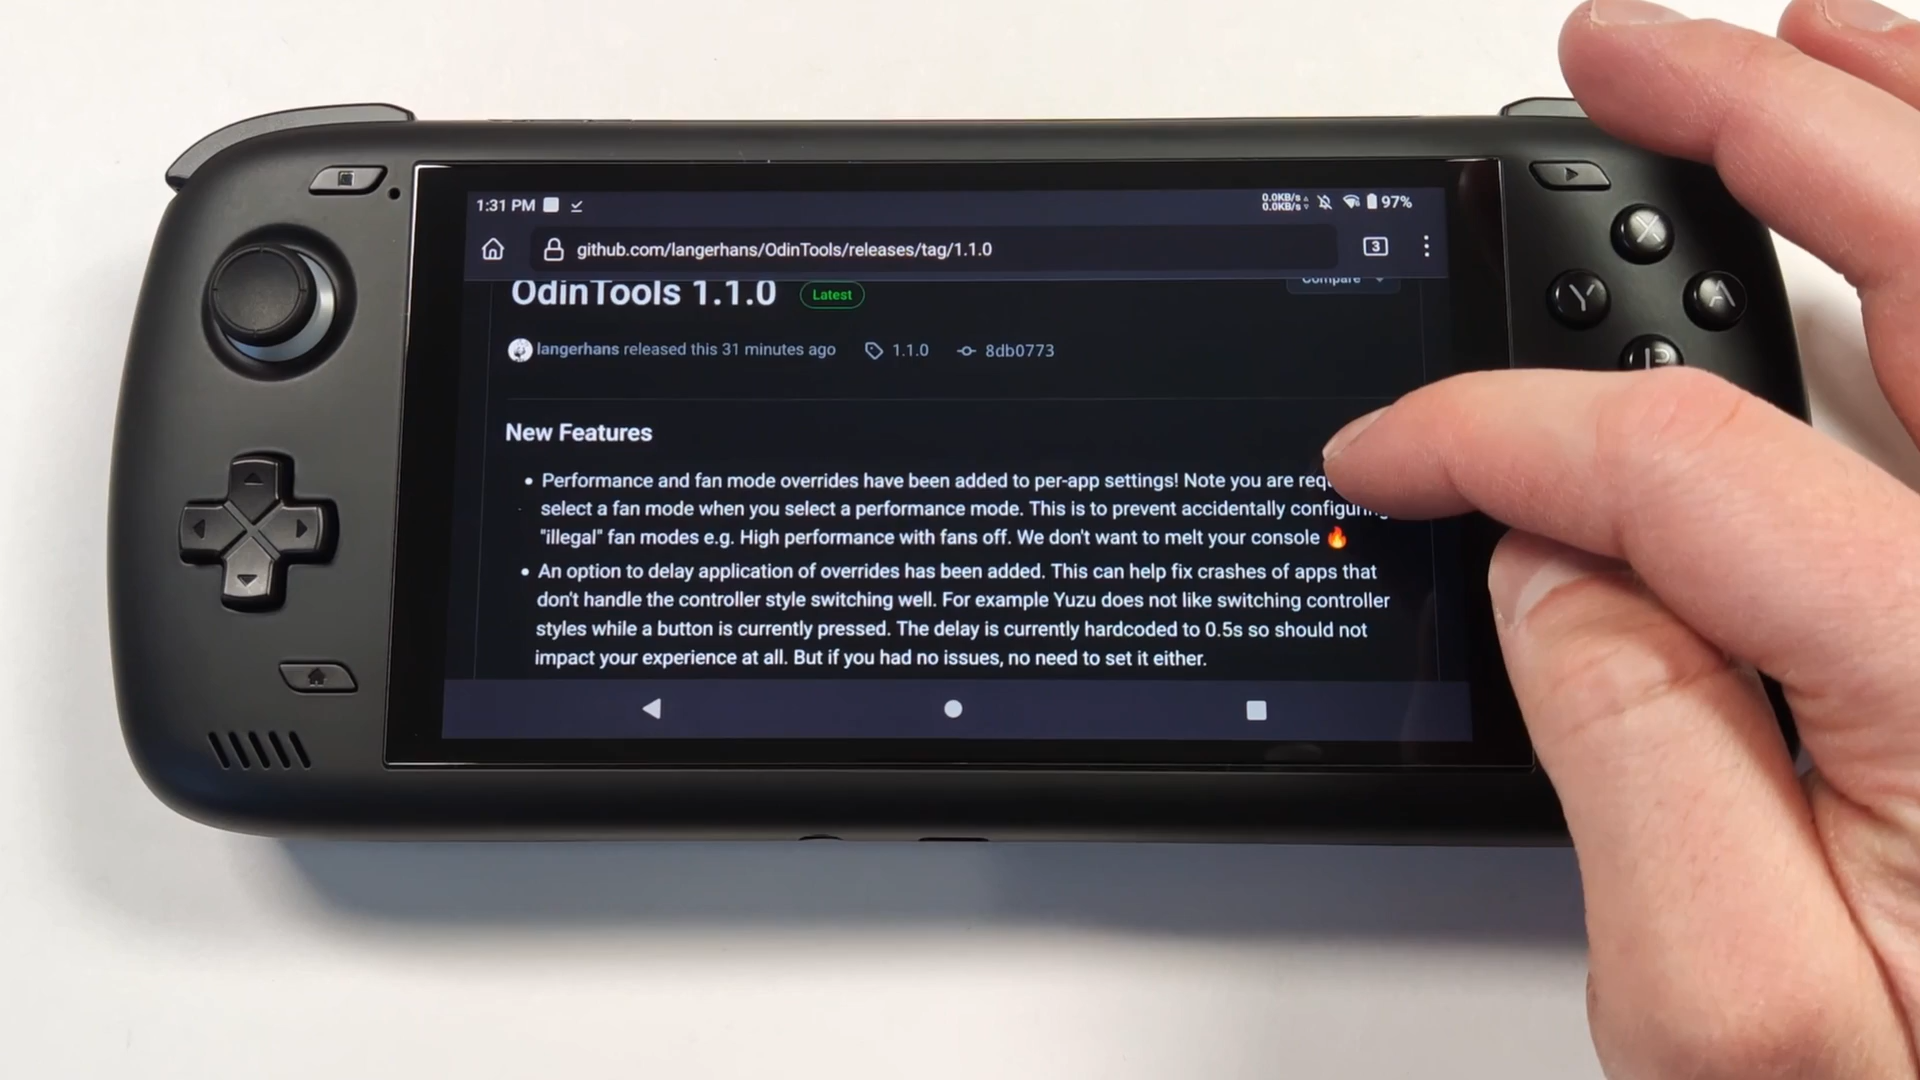 1:31 PM
0.0KB/s
0.0KB/s
97%
github.com/langerhans/OdinTools/releases/tag/1.1.0
3
OdinTools 1.1.0 Latest
Compare
langerhans released this 31 minutes ago 1.1.0 8db0773
New Features
Performance and fan mode overrides have been added to per-app settings! Note you are
select a fan mode when you select a performance mode. This is to prevent accidentally
"illegal" fan modes e.g. High performance with fans off. We don't want to melt your console 🔥
An option to delay application of overrides has been added. This can help fix crashes of apps that
don't handle the controller style switching well. For example Yuzu does not like switching controller
styles while a button is currently pressed. The delay is currently hardcoded to 0.5s so should not
impact your experience at all. But if you had no issues, no need to set it either.
X
Y
A